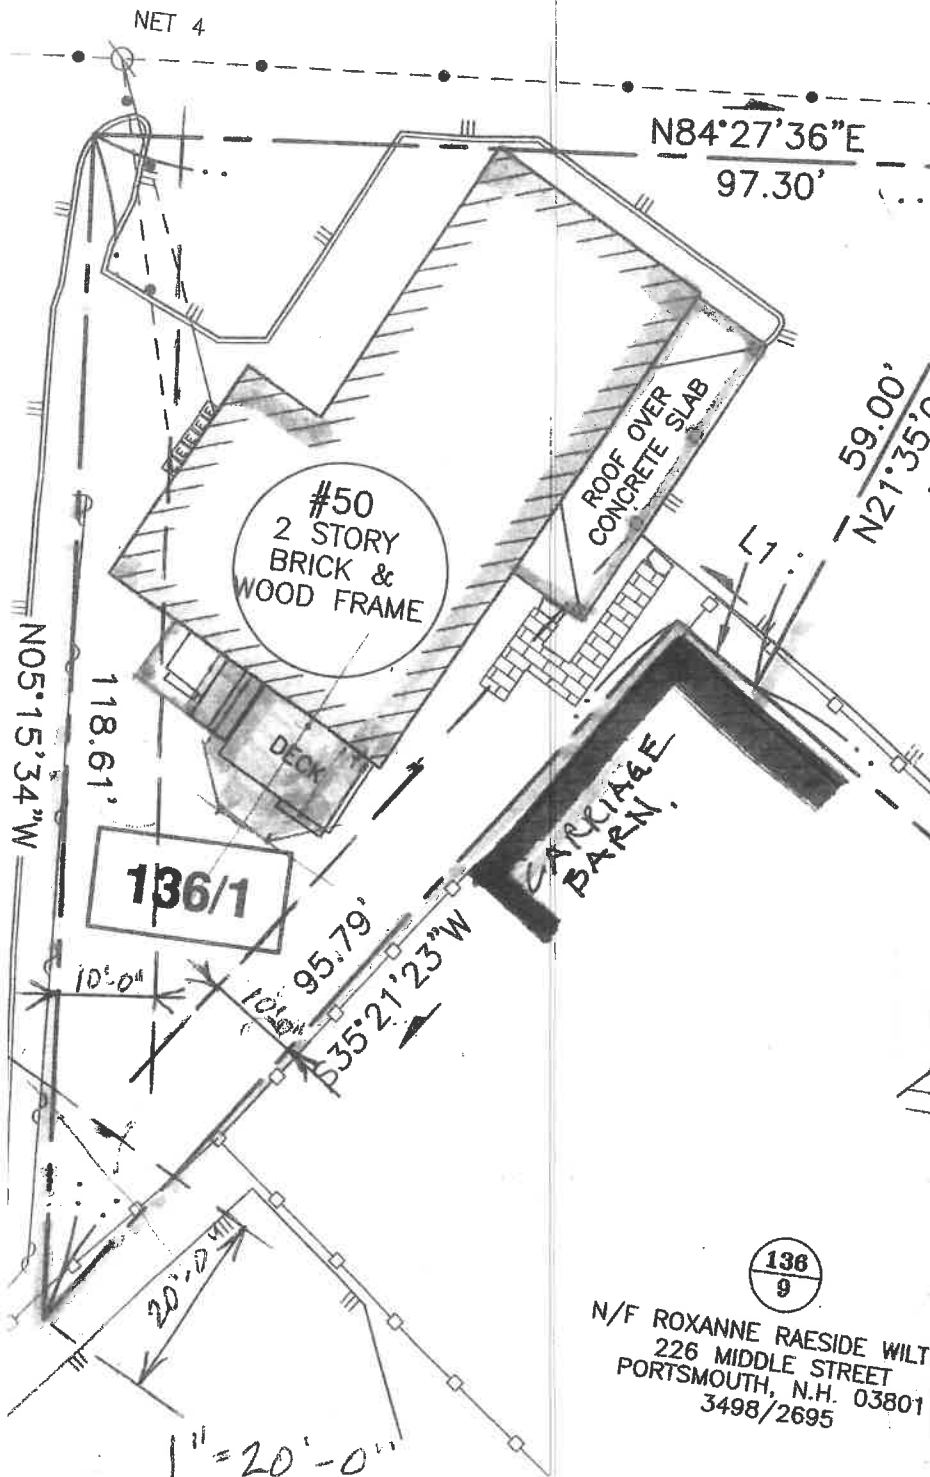 NET 4
N84°27'36"E
97.30'
59.00'
N21°35'0
ROOF OVER
CONCRETE SLAB
#50
2 STORY
BRICK &
WOOD FRAME
L1
N05°15'34"W
118.61'
DECK
CARRIAGE
BARN.
136/1
10'-0"
10'-0"
95.79'
S35°21'23"W
20'-0"
136
9
N/F ROXANNE RAESIDE WILT
226 MIDDLE STREET
PORTSMOUTH, N.H. 03801
3498/2695
1"=20'-0"